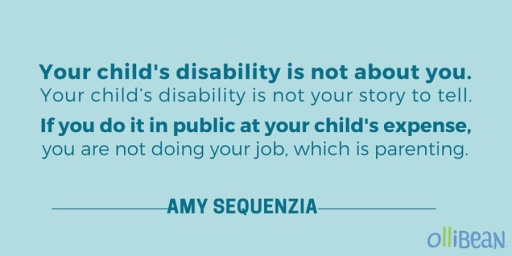 Your child's disability is not about you.
Your child's disability is not your story to tell.
If you do it in public at your child's expense,
you are not doing your job, which is parenting.
AMY SEQUENZIA
ollibean